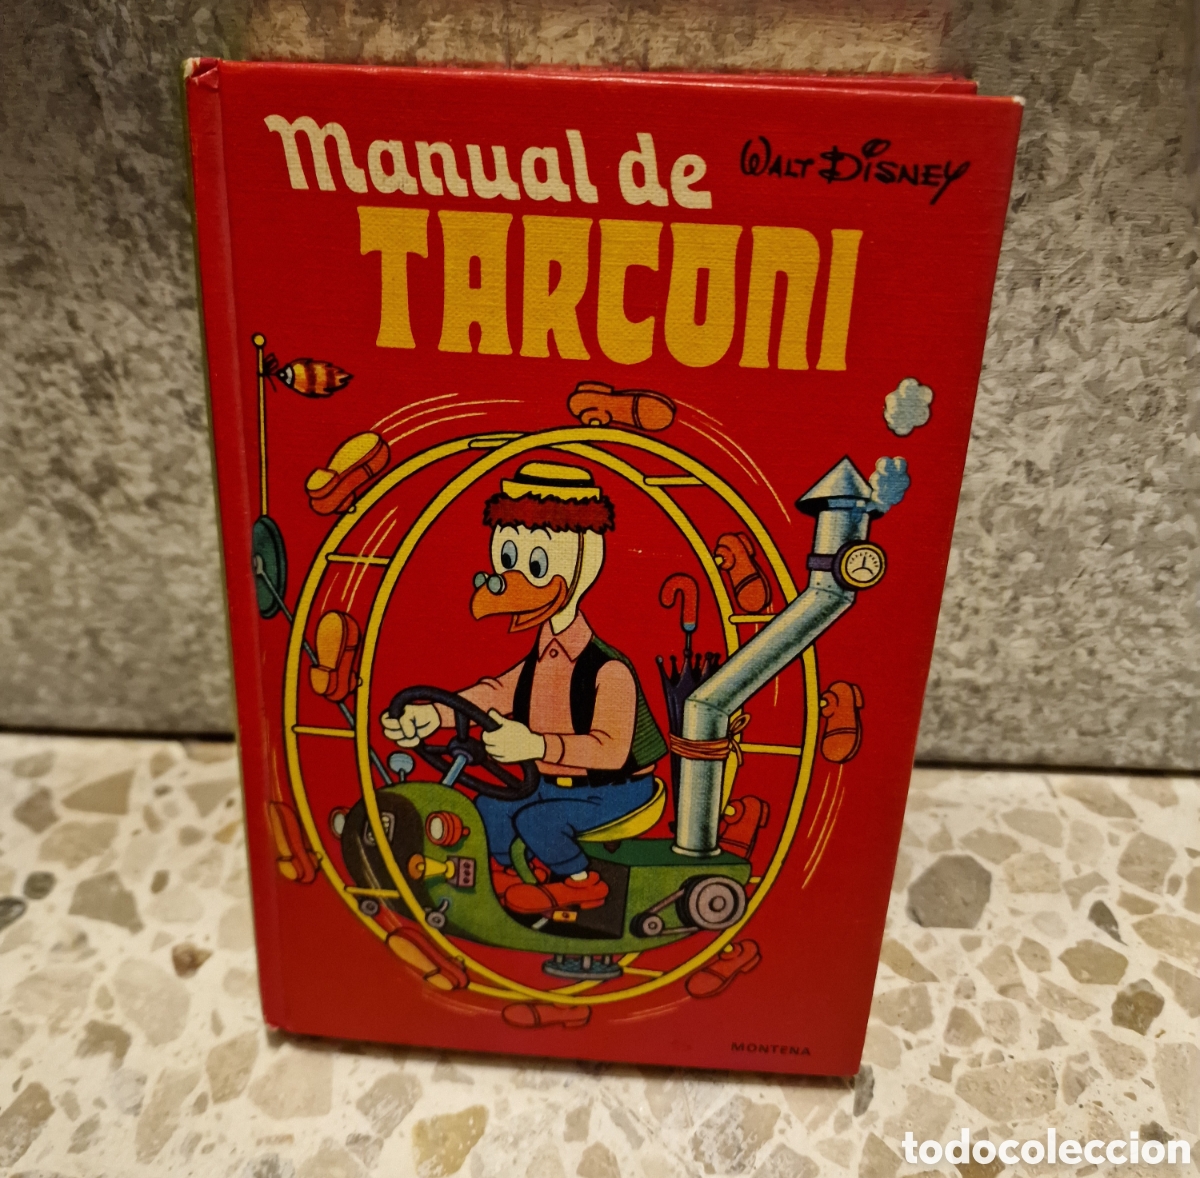 Manual de
WALT DISNEY
TARCONI
MONTENA
todocoleccion